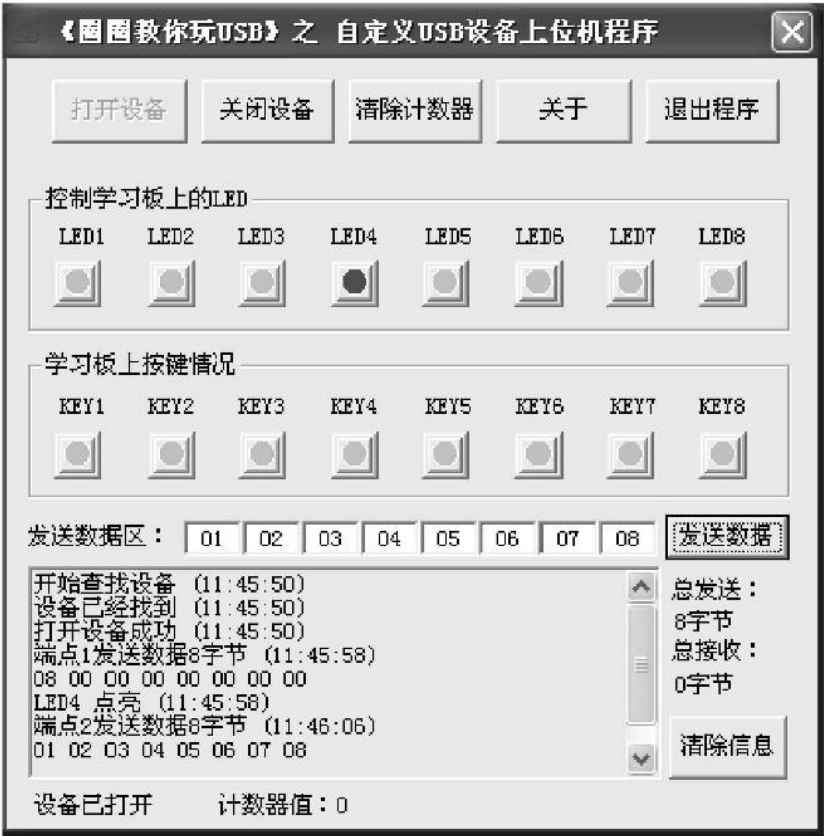 《圈圈教你玩USB》之 自定义USB设备上位机程序
打开设备 关闭设备 清除计数器 关于 退出程序
控制学习板上的LED
LED1 LED2 LED3 LED4 LED5 LED6 LED7 LED8
学习板上按键情况
KEY1 KEY2 KEY3 KEY4 KEY5 KEY6 KEY7 KEY8
发送数据区： 01 02 03 04 05 06 07 08 发送数据
开始查找设备 (11:45:50)
设备已经找到 (11:45:50)
打开设备成功 (11:45:50)
端点1发送数据8字节 (11:45:58)
08 00 00 00 00 00 00 00
LED4 点亮 (11:45:58)
端点2发送数据8字节 (11:46:06)
01 02 03 04 05 06 07 08
总发送：
8字节
总接收：
0字节
清除信息
设备已打开 计数器值：0